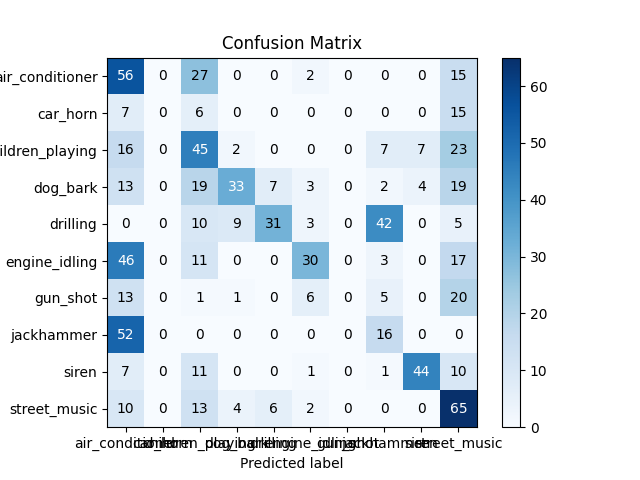 Confusion Matrix
air_conditioner 56 0 27 0 0 2 0 0 0 15
car_horn 7 0 6 0 0 0 0 0 0 15
ildren_playing 16 0 45 2 0 0 0 7 7 23
dog_bark 13 0 19 33 7 3 0 2 4 19
drilling 0 0 10 9 31 3 0 42 0 5
engine_idling 46 0 11 0 0 30 0 3 0 17
gun_shot 13 0 1 1 0 6 0 5 0 20
jackhammer 52 0 0 0 0 0 0 16 0 0
siren 7 0 11 0 0 1 0 1 44 10
street_music 10 0 13 4 6 2 0 0 0 65
60
50
40
30
20
10
0
street_music
Predicted label